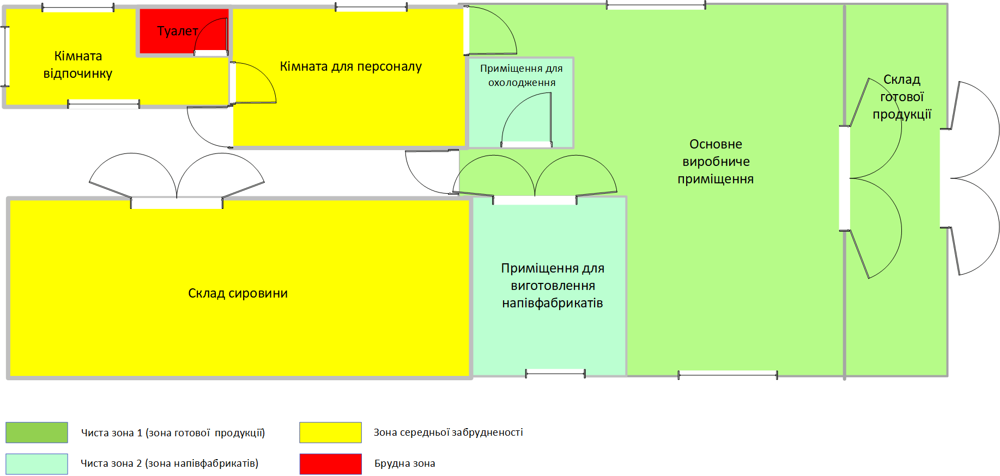 Туалет
Кімната
відпочинку
Кімната для персоналу
Приміщення для
охолодження
Склад
готової
продукції
Основне
виробниче
приміщення
Приміщення для
виготовлення
напівфабрикатів
Склад сировини
Чиста зона 1 (зона готової продукції)
Зона середньої забрудненості
Чиста зона 2 (зона напівфабрикатів)
Брудна зона